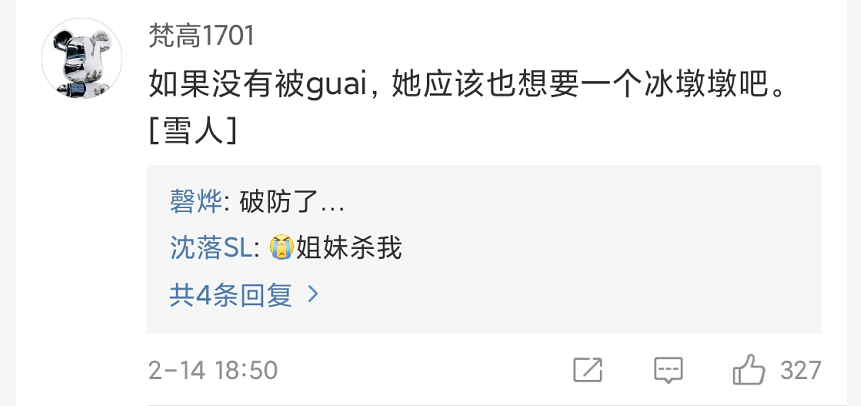 梵高1701
如果没有被guai，她应该也想要一个冰墩墩吧。
[雪人]
磬烨: 破防了...
沈落SL: 😭姐妹杀我
共4条回复 >
2-14 18:50
327